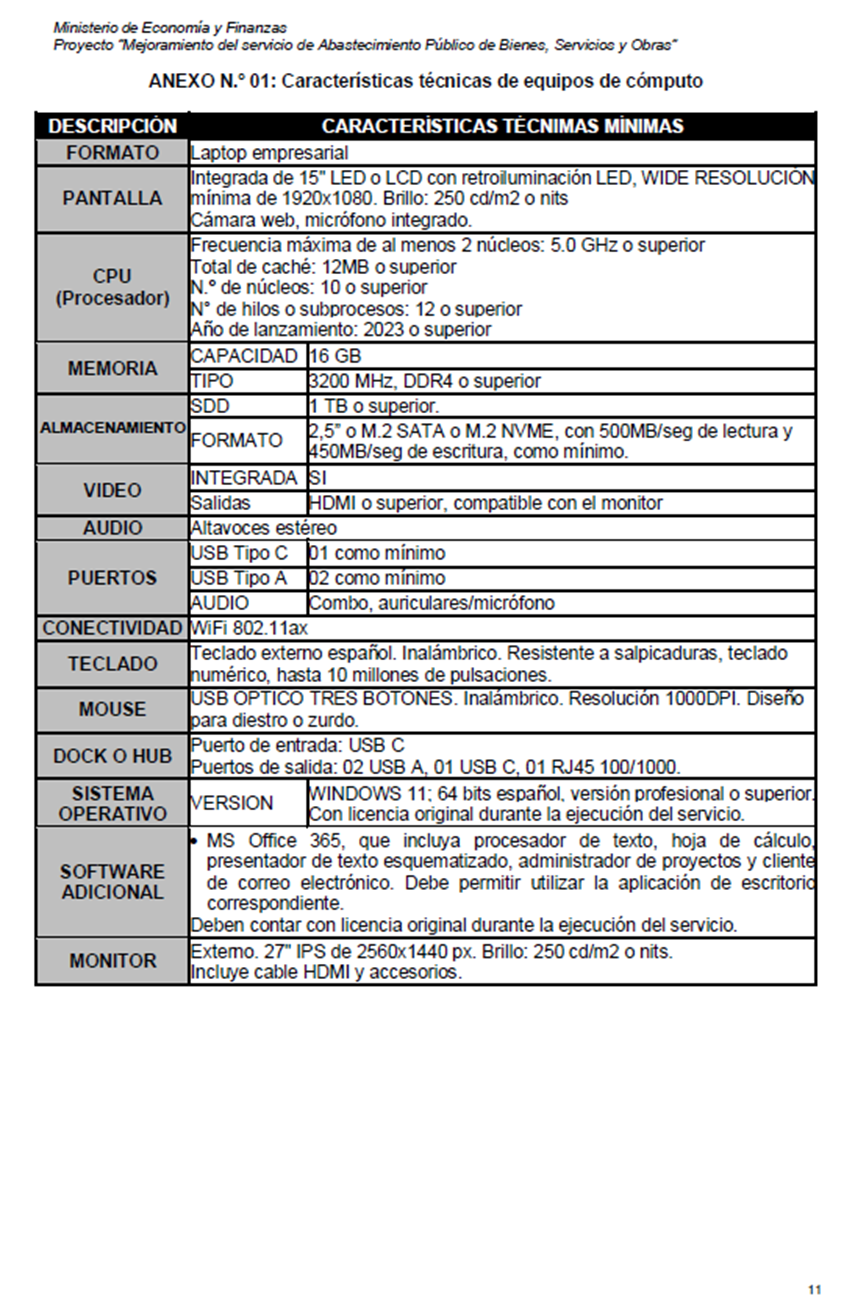 Ministerio de Economía y Finanzas
Proyecto "Mejoramiento del servicio de Abastecimiento Público de Bienes, Servicios y Obras"
ANEXO N.° 01: Características técnicas de equipos de cómputo
DESCRIPCIÓN CARACTERÍSTICAS TÉCNIMAS MÍNIMAS
FORMATO Laptop empresarial
PANTALLA
Integrada de 15" LED o LCD con retroiluminación LED, WIDE RESOLUCIÓN
mínima de 1920x1080. Brillo: 250 cd/m2 o nits
Cámara web, micrófono integrado.
CPU
(Procesador)
Frecuencia máxima de al menos 2 núcleos: 5.0 GHz o superior
Total de caché: 12MB o superior
N.º de núcleos: 10 o superior
N° de hilos o subprocesos: 12 o superior
Año de lanzamiento: 2023 o superior
MEMORIA
CAPACIDAD 16 GB
TIPO 3200 MHz, DDR4 o superior
ALMACENAMIENTO
SDD 1 TB o superior.
FORMATO
2,5" o M.2 SATA o M.2 NVME, con 500MB/seg de lectura y
450MB/seg de escritura, como mínimo.
VIDEO
INTEGRADA SI
Salidas HDMI o superior, compatible con el monitor
AUDIO Altavoces estéreo
PUERTOS
USB Tipo C 01 como mínimo
USB Tipo A 02 como mínimo
AUDIO Combo, auriculares/micrófono
CONECTIVIDAD WiFi 802.11ax
TECLADO
Teclado externo español. Inalámbrico. Resistente a salpicaduras, teclado
numérico, hasta 10 millones de pulsaciones.
MOUSE
USB OPTICO TRES BOTONES. Inalámbrico. Resolución 1000DPI. Diseño
para diestro o zurdo.
DOCK O HUB
Puerto de entrada: USB C
Puertos de salida: 02 USB A, 01 USB C, 01 RJ45 100/1000.
SISTEMA
OPERATIVO
VERSION
WINDOWS 11; 64 bits español, versión profesional o superior.
Con licencia original durante la ejecución del servicio.
SOFTWARE
ADICIONAL
• MS Office 365, que incluya procesador de texto, hoja de cálculo,
presentador de texto esquematizado, administrador de proyectos y cliente
de correo electrónico. Debe permitir utilizar la aplicación de escritorio
correspondiente.
Deben contar con licencia original durante la ejecución del servicio.
MONITOR
Externo. 27" IPS de 2560x1440 px. Brillo: 250 cd/m2 o nits.
Incluye cable HDMI y accesorios.
11